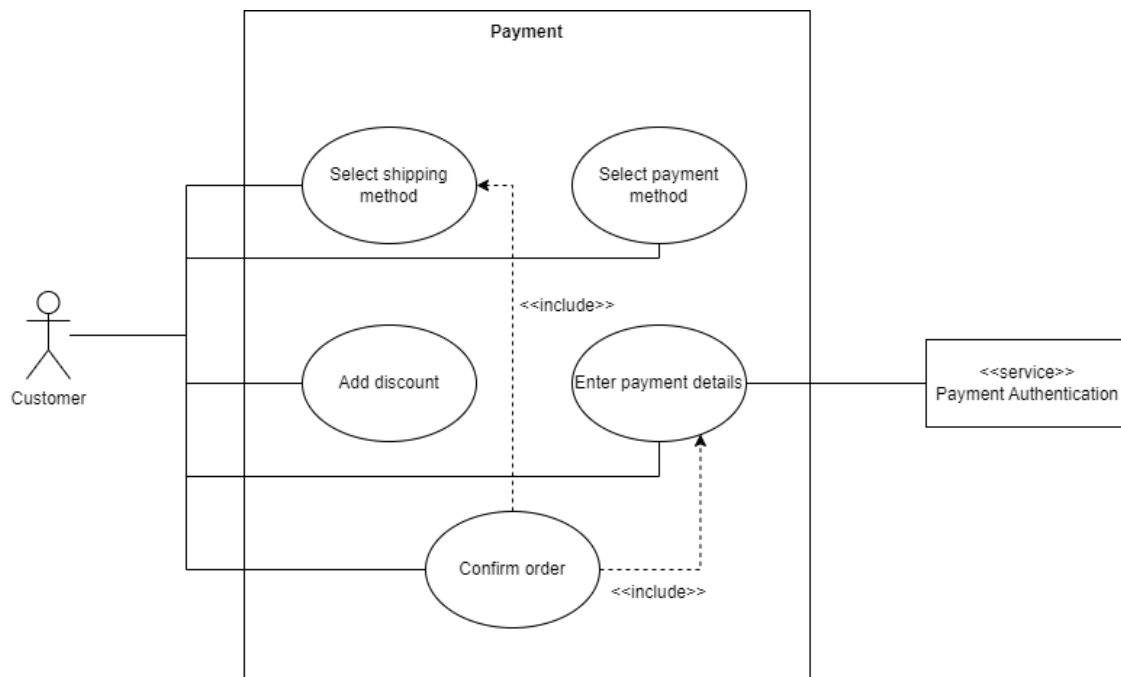 Payment
Select shipping
method
Select payment
method
<<include>>
Customer
Add discount
Enter payment details
<<service>>
Payment Authentication
Confirm order
<<include>>